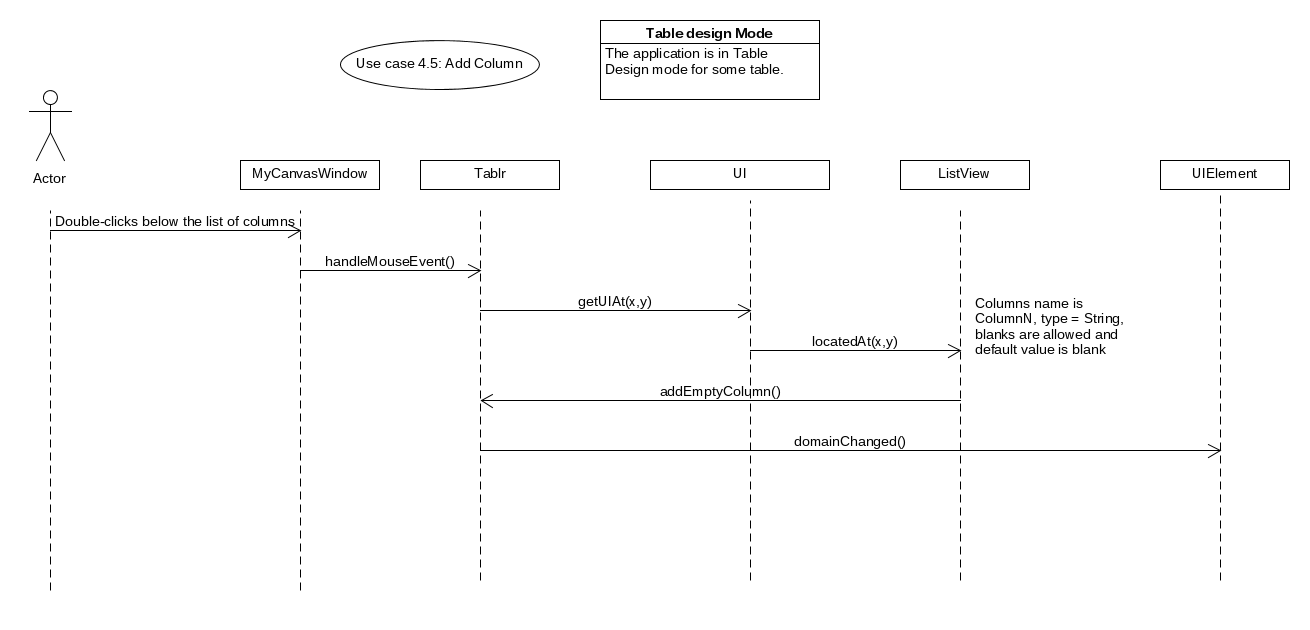 Use case 4.5: Add Column
Table design Mode
The application is in Table
Design mode for some table.
Actor
MyCanvasWindow
Tablr
UI
ListView
UIElement
Double-clicks below the list of columns
handleMouseEvent()
getUIAt(x,y)
locatedAt(x,y)
Columns name is
ColumnN, type = String,
blanks are allowed and
default value is blank
addEmptyColumn()
domainChanged()